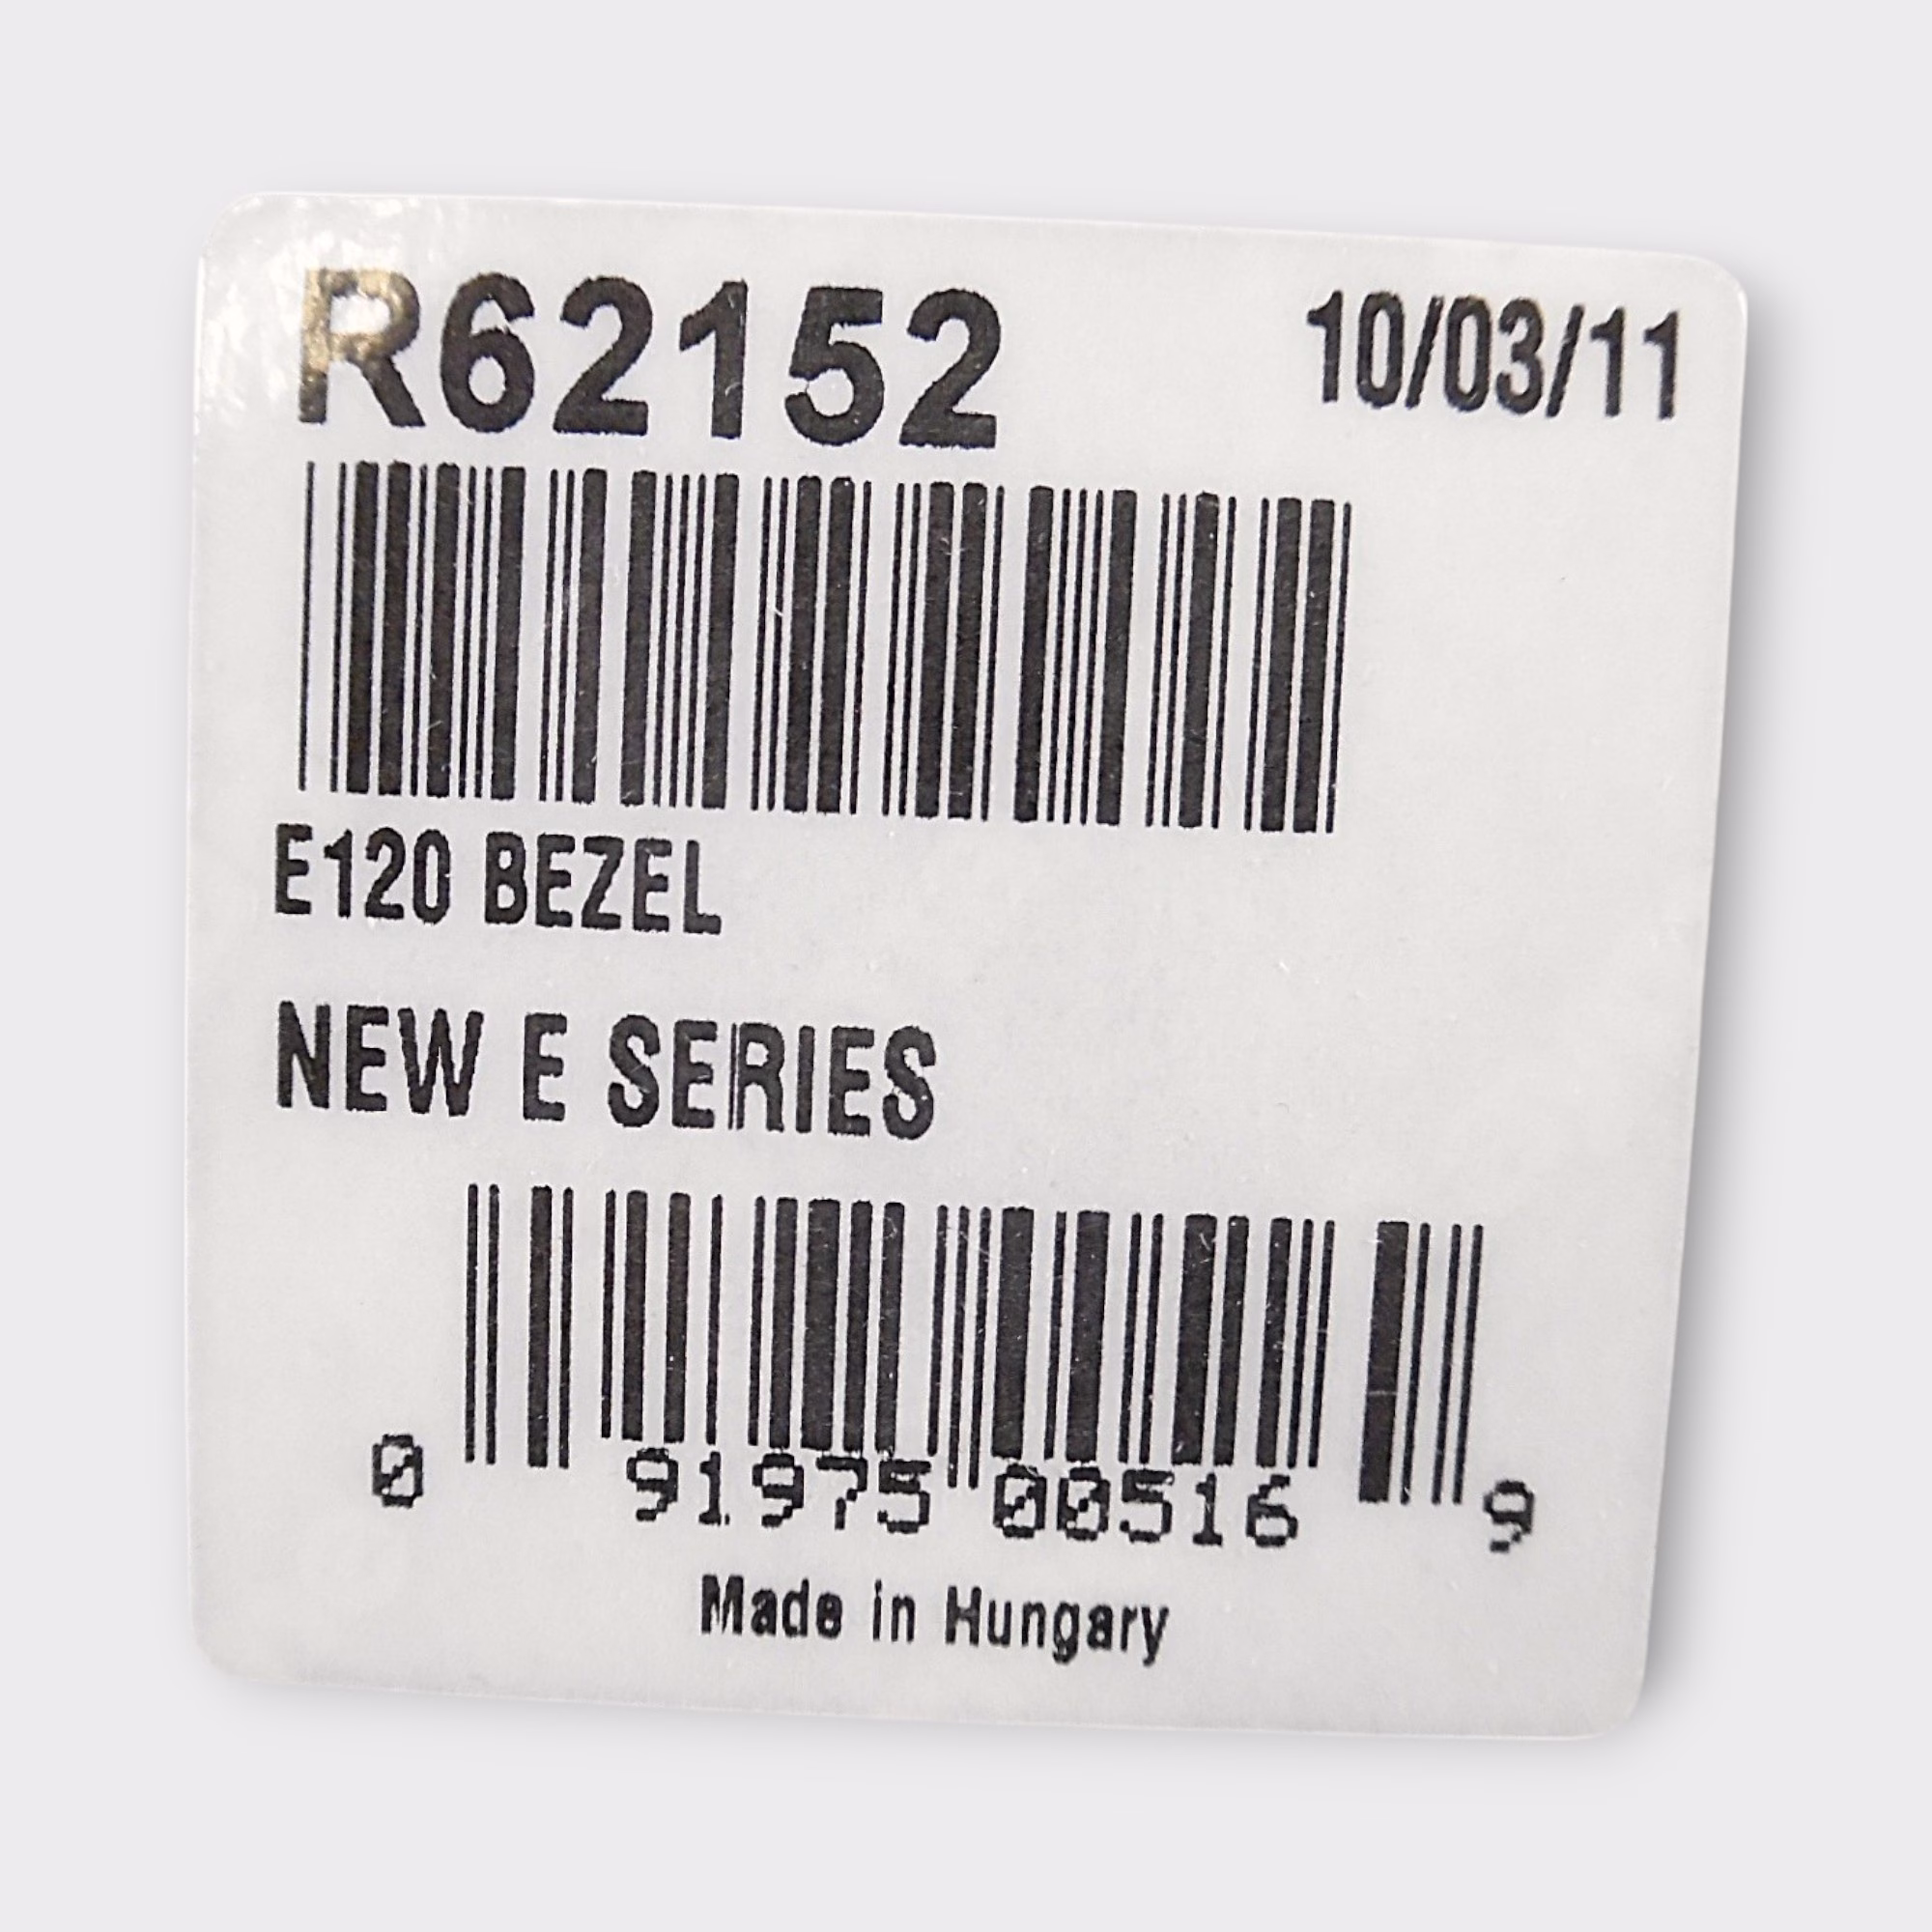 R62152 10/03/11
E120 BEZEL
NEW E SERIES
0 91975 00516 9
Made in Hungary